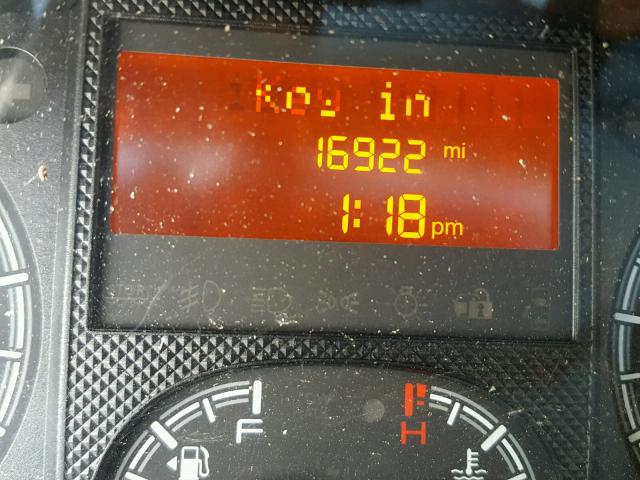 Key in
16922 mi
1:18 pm
F H